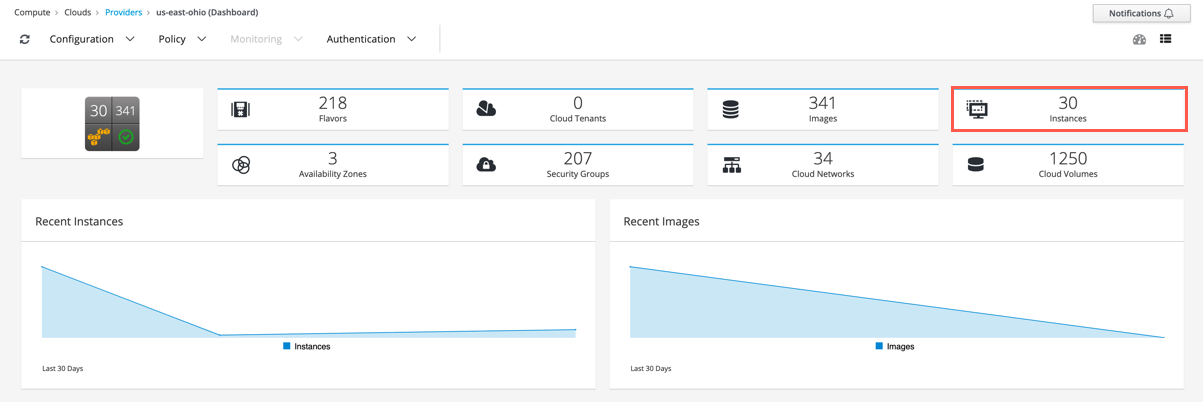 Compute > Clouds > Providers > us-east-ohio (Dashboard)
Notifications
Configuration Policy Monitoring Authentication
30 341
218
Flavors
0
Cloud Tenants
341
Images
30
Instances
3
Availability Zones
207
Security Groups
34
Cloud Networks
1250
Cloud Volumes
Recent Instances
Instances
Last 30 Days
Recent Images
Images
Last 30 Days